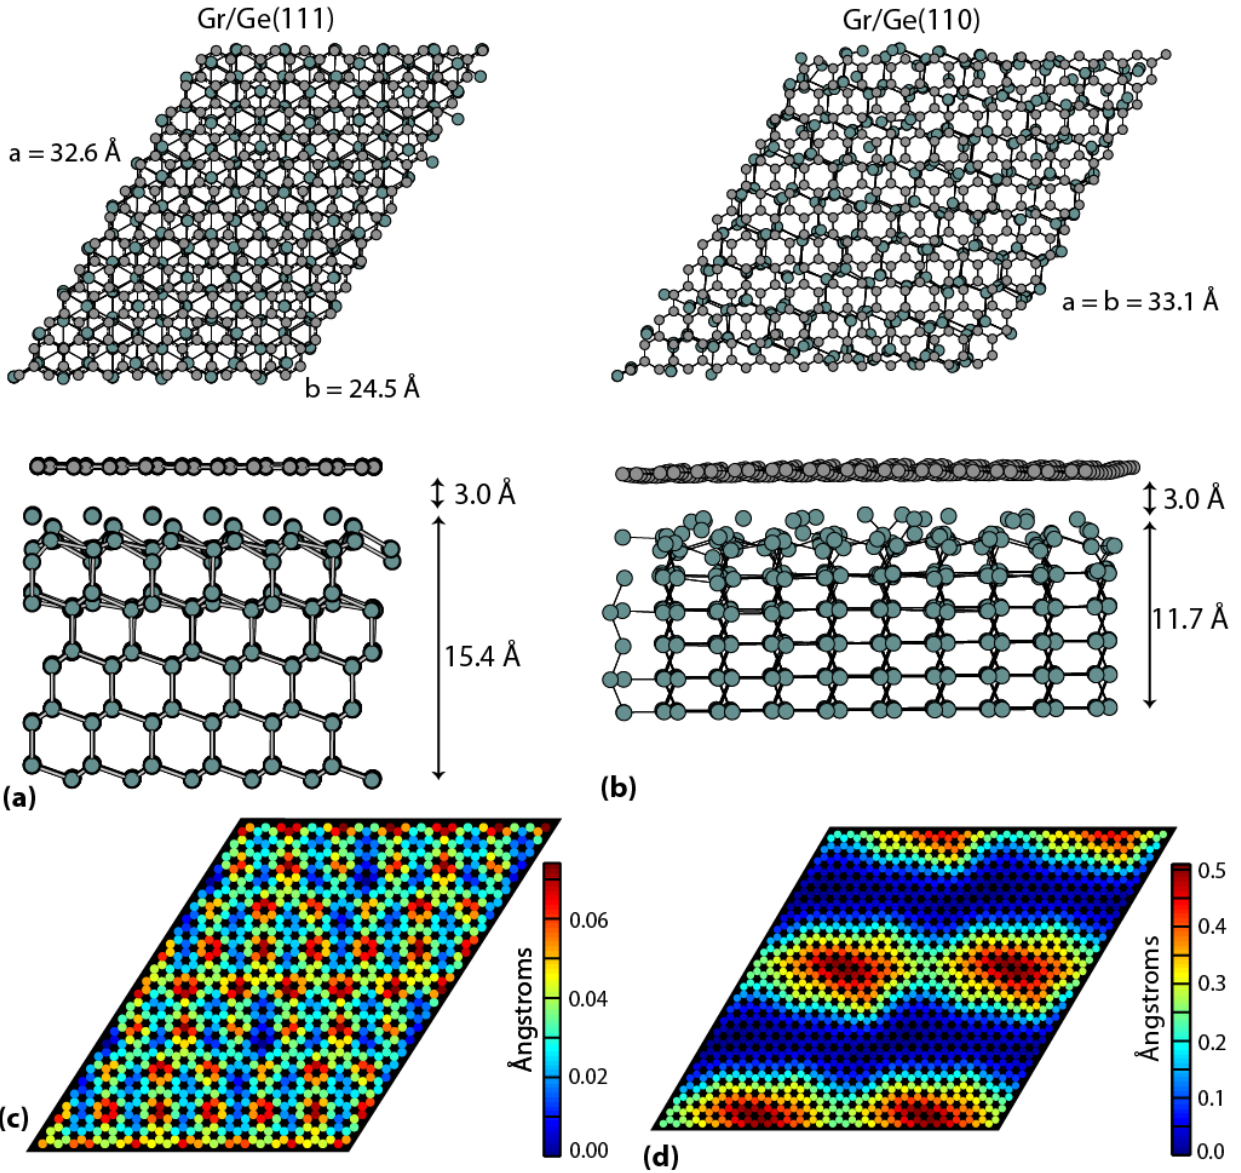 Gr/Ge(111)
Gr/Ge(110)
a = 32.6 Å
b = 24.5 Å
a = b = 33.1 Å
3.0 Å
15.4 Å
3.0 Å
11.7 Å
(a)
(b)
Ångstroms
0.06
0.04
0.02
0.00
(c)
Ångstroms
0.5
0.4
0.3
0.2
0.1
0.0
(d)